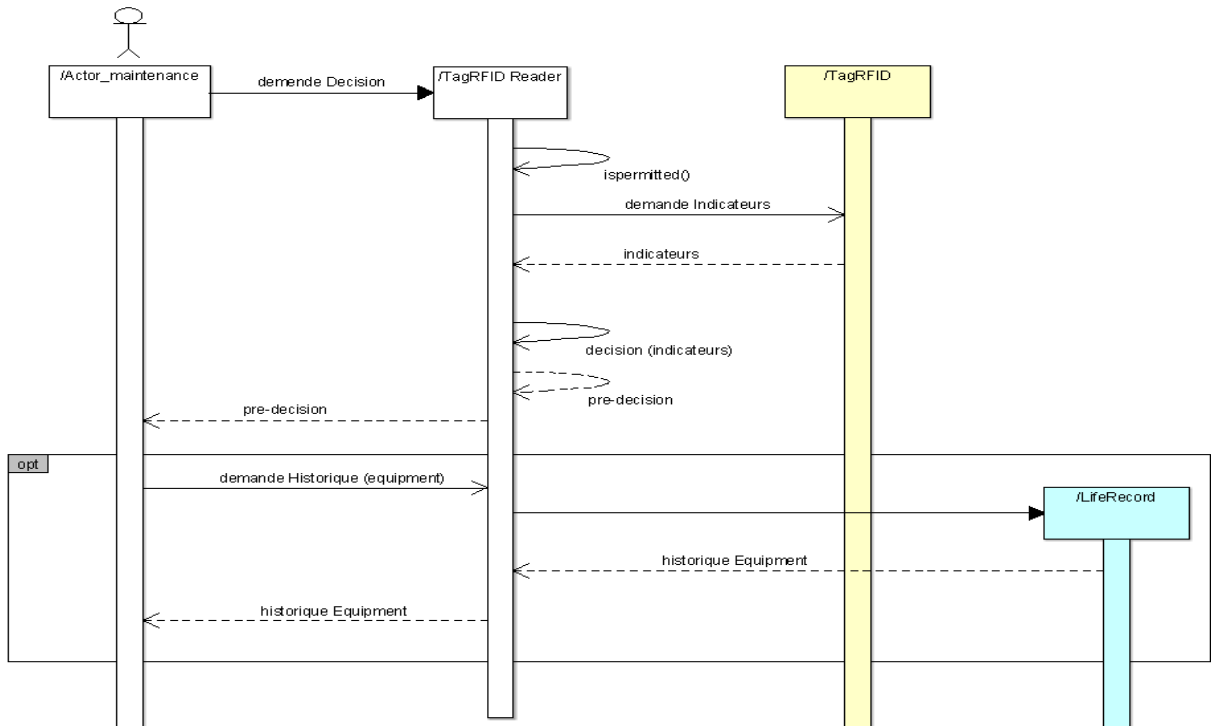 /Actor_maintenance
demende Decision
/TagRFID Reader
/TagRFID
ispermitted()
demande Indicateurs
indicateurs
decision (indicateurs)
pre-decision
pre-decision
opt
demande Historique (equipment)
/LifeRecord
historique Equipment
historique Equipment